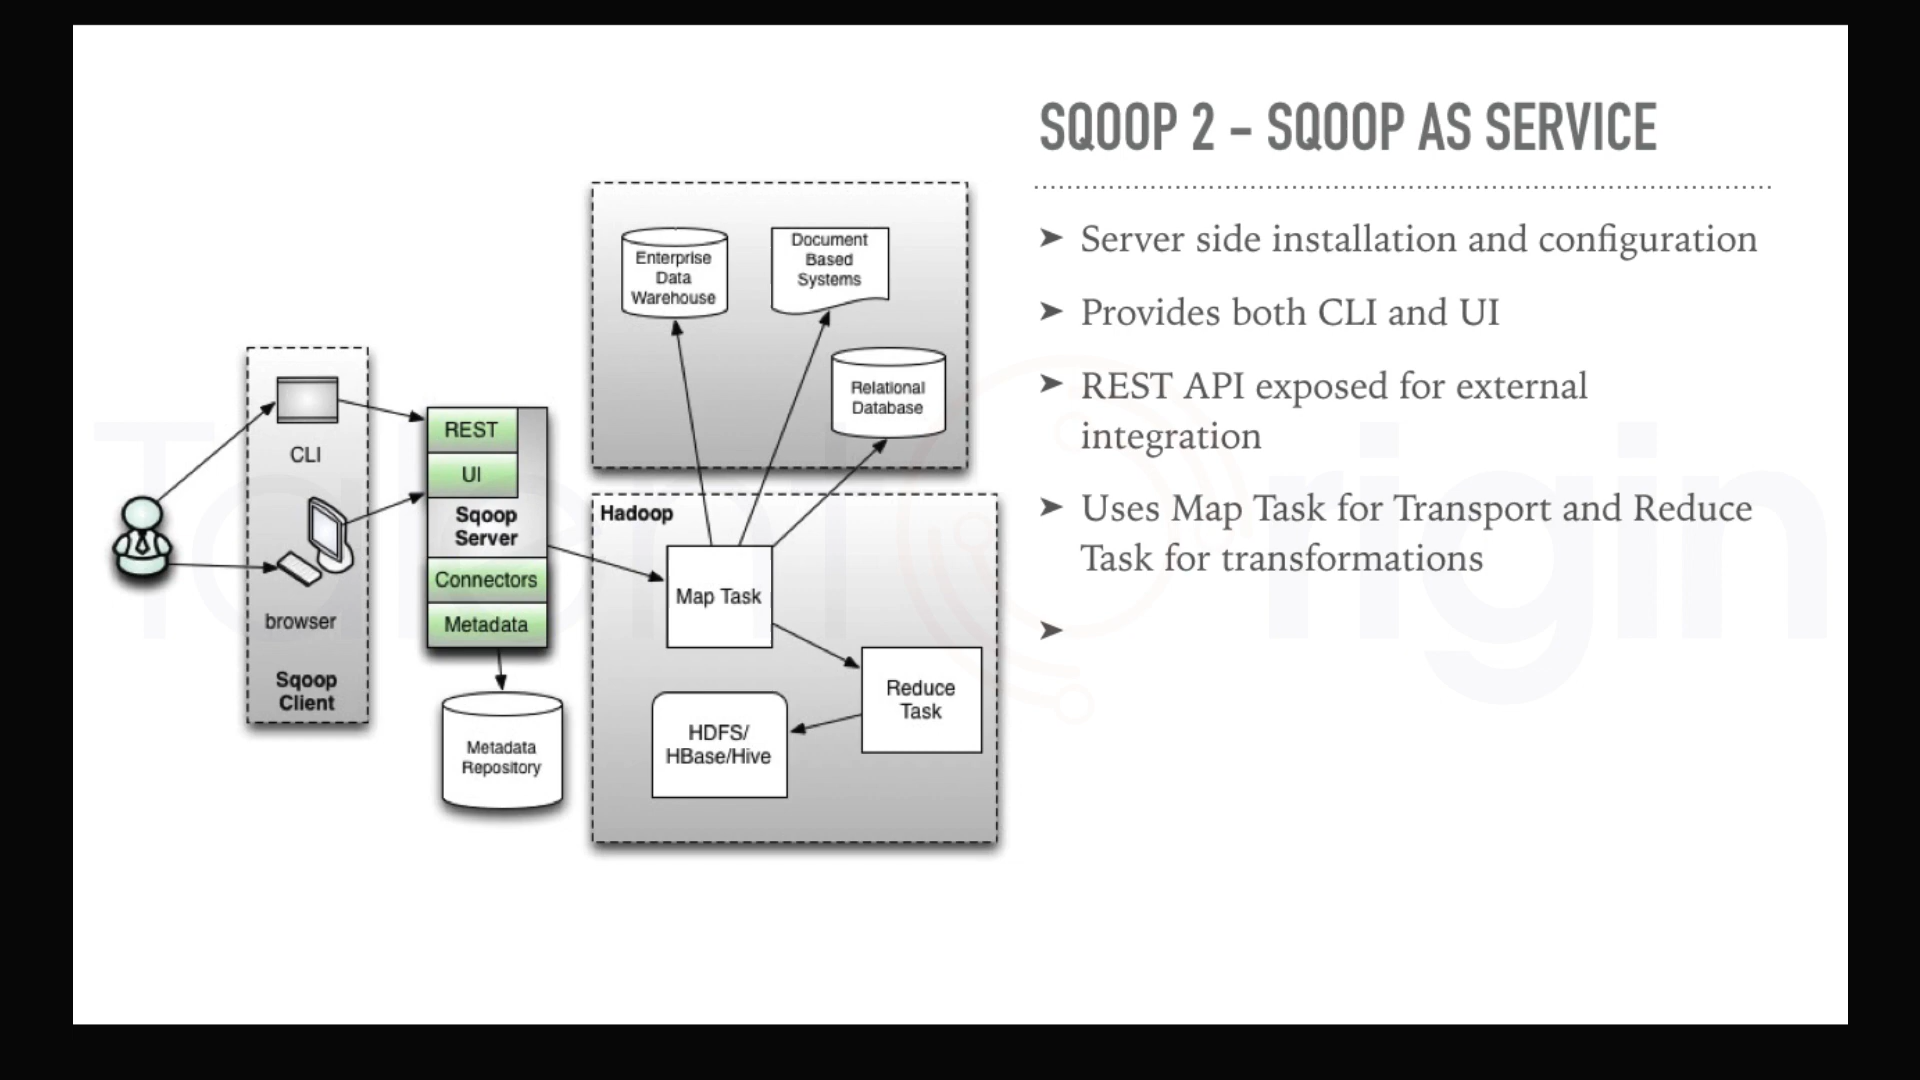 SQOOP 2 - SQOOP AS SERVICE
➤ Server side installation and configuration
➤ Provides both CLI and UI
➤ REST API exposed for external
integration
➤ Uses Map Task for Transport and Reduce
Task for transformations
➤
Enterprise
Data
Warehouse
Document
Based
Systems
Relational
Database
CLI
browser
Sqoop
Client
REST
UI
Sqoop
Server
Connectors
Metadata
Metadata
Repository
Hadoop
Map Task
Reduce
Task
HDFS/
HBase/Hive
Talent Origin